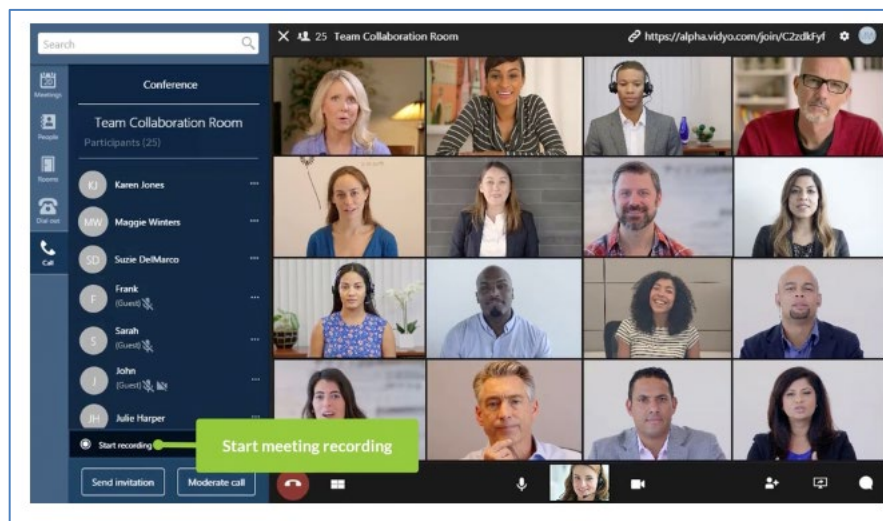 Search
25 Team Collaboration Room
https://alpha.vidyo.com/join/C2zdkFyf
Meetings
People
Rooms
Dial out
Call
Conference
Team Collaboration Room
Participants (25)
KJ Karen Jones
MW Maggie Winters
SD Suzie DelMarco
F Frank
(Guest)
S Sarah
(Guest)
J John
(Guest)
JH Julie Harper
Start recording
Start meeting recording
Send invitation
Moderate call